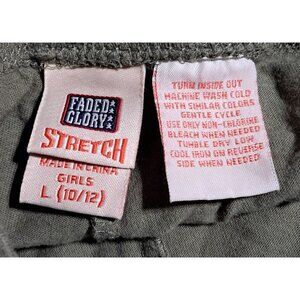 FADED
GLORY
STRETCH
MADE IN CHINA
GIRLS
L (10/12)
TURN INSIDE OUT
MACHINE WASH COLD
WITH SIMILAR COLORS
GENTLE CYCLE
USE ONLY NON-CHLORINE
BLEACH WHEN NEEDED
TUMBLE DRY LOW
COOL IRON ON REVERSE
SIDE WHEN NEEDED